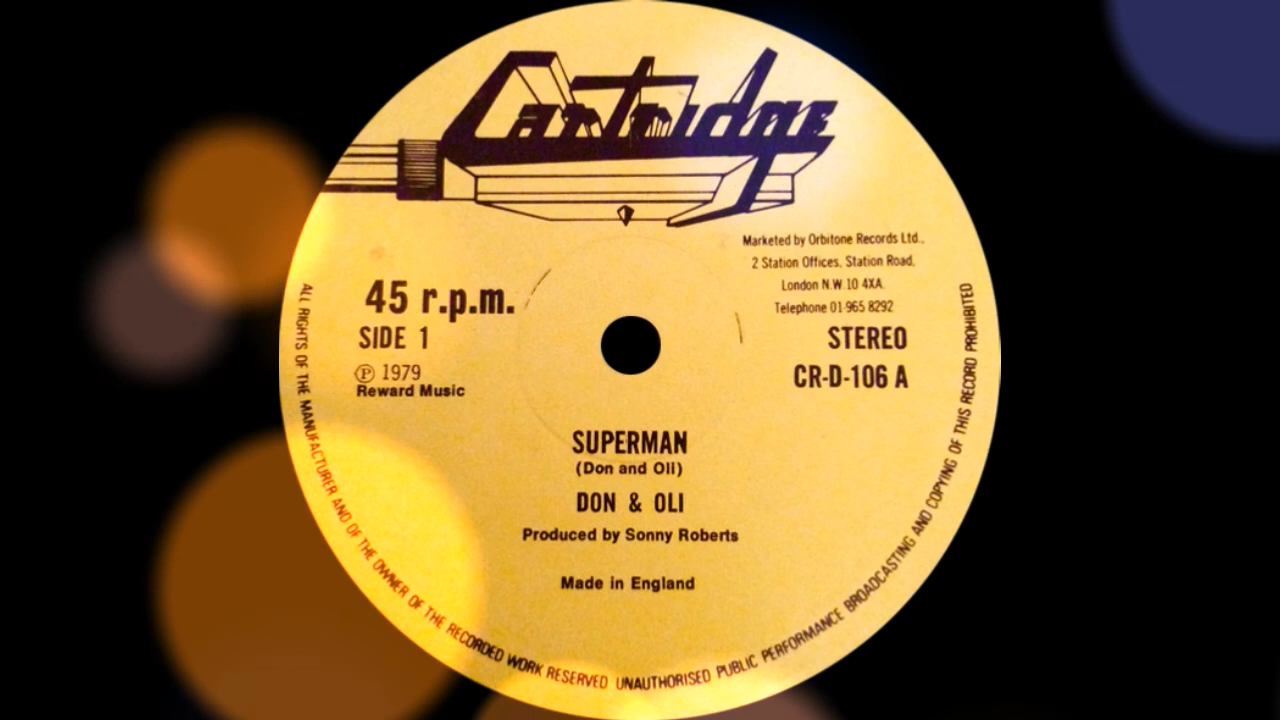 Cartridge
Marketed by Orbitone Records Ltd.,
2 Station Offices, Station Road,
London N.W.10 4XA.
Telephone 01-965 8292
45 r.p.m.
SIDE 1
STEREO
Ⓟ 1979
CR-D-106 A
Reward Music
SUPERMAN
(Don and Oli)
DON & OLI
Produced by Sonny Roberts
Made in England
ALL RIGHTS OF THE MANUFACTURER AND OF THE OWNER OF THE RECORDED WORK RESERVED UNAUTHORISED PUBLIC PERFORMANCE BROADCASTING AND COPYING OF THIS RECORD PROHIBITED